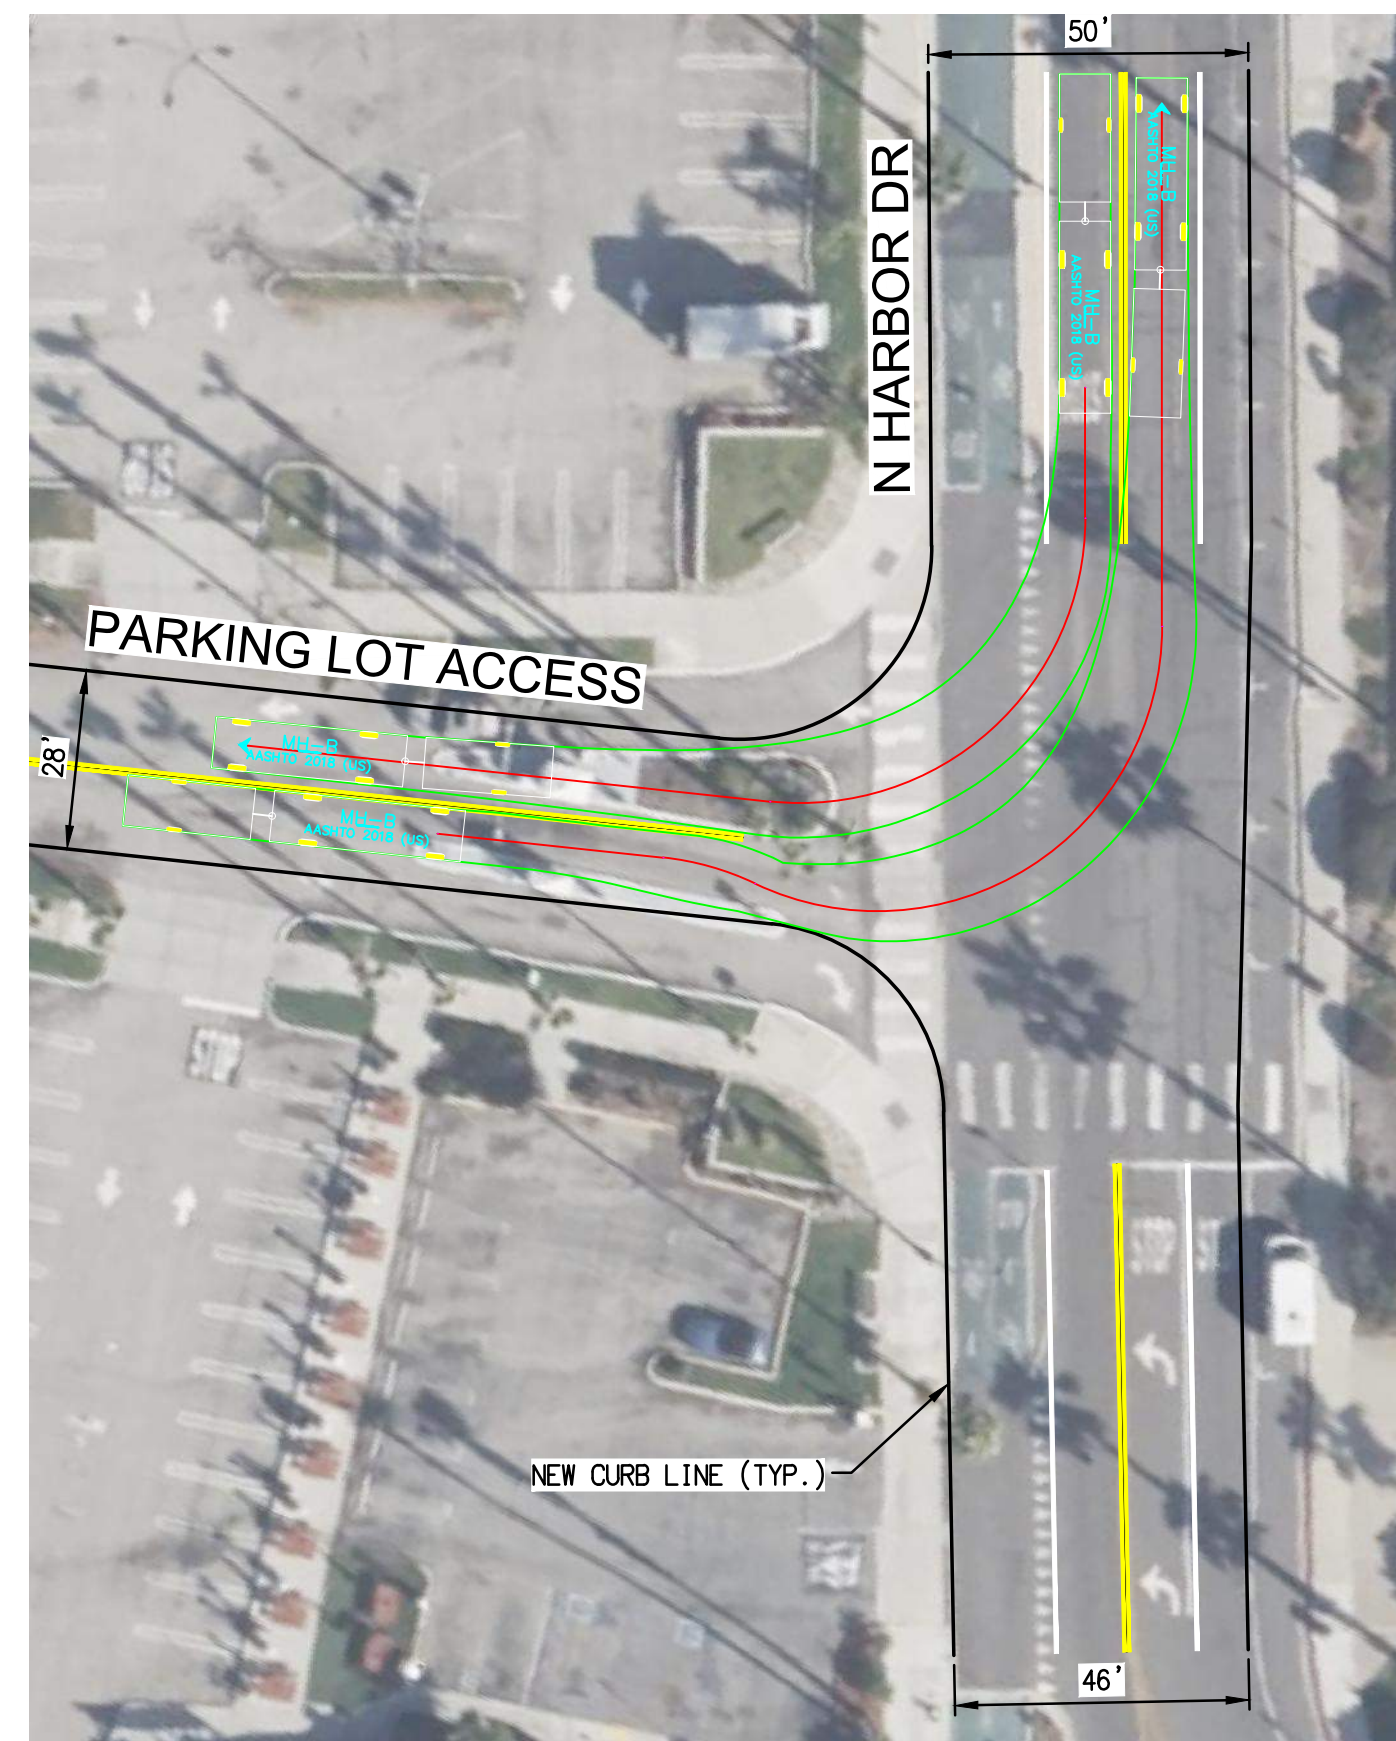 50'
N HARBOR DR
MH-B
AASHTO 2018 (US)
MH-B
AASHTO 2018 (US)
PARKING LOT ACCESS
28'
MH-B
AASHTO 2018 (US)
MH-B
AASHTO 2018 (US)
NEW CURB LINE (TYP.)
46'